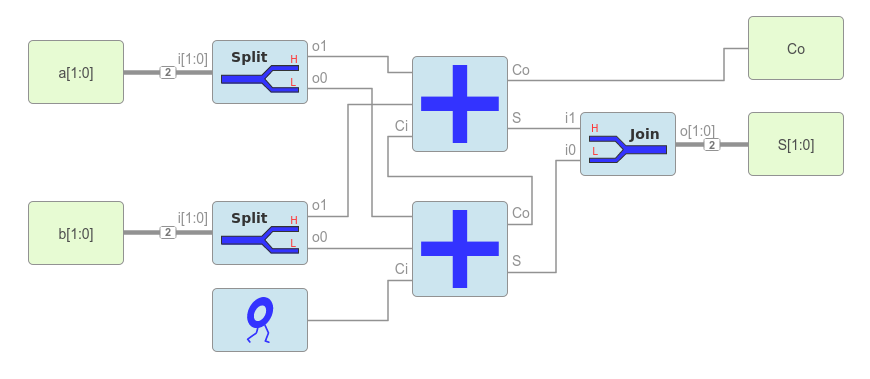 a[1:0]
2
i[1:0]
Split
H
L
o1
o0
Ci
Co
S
Co
i1
i0
H
L
Join
o[1:0]
2
S[1:0]
b[1:0]
2
i[1:0]
Split
H
L
o1
o0
Ci
Co
S